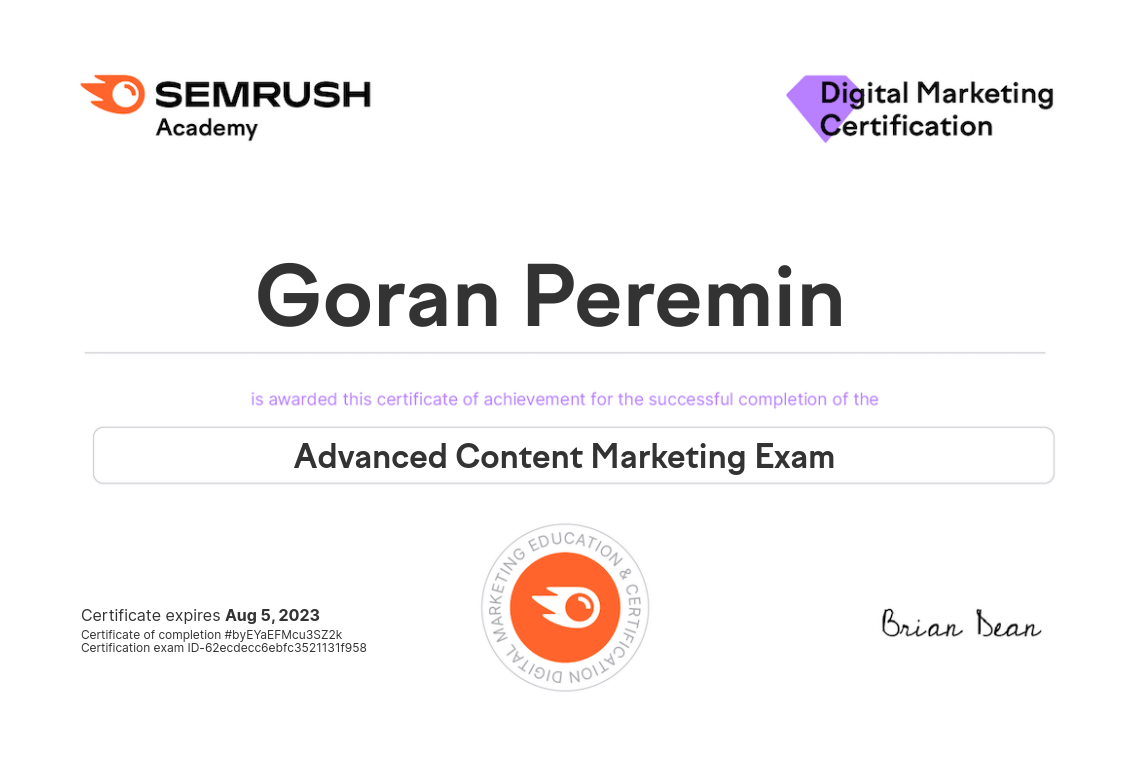 SEMRUSH
Academy
Digital Marketing
Certification
Goran Peremin
is awarded this certificate of achievement for the successful completion of the
Advanced Content Marketing Exam
DIGITAL MARKETING EDUCATION & CERTIFICATION
Certificate expires Aug 5, 2023
Certificate of completion #byEYaEFMcu3SZ2k
Certification exam ID-62ecdecc6ebfc3521131f958
Brian Dean